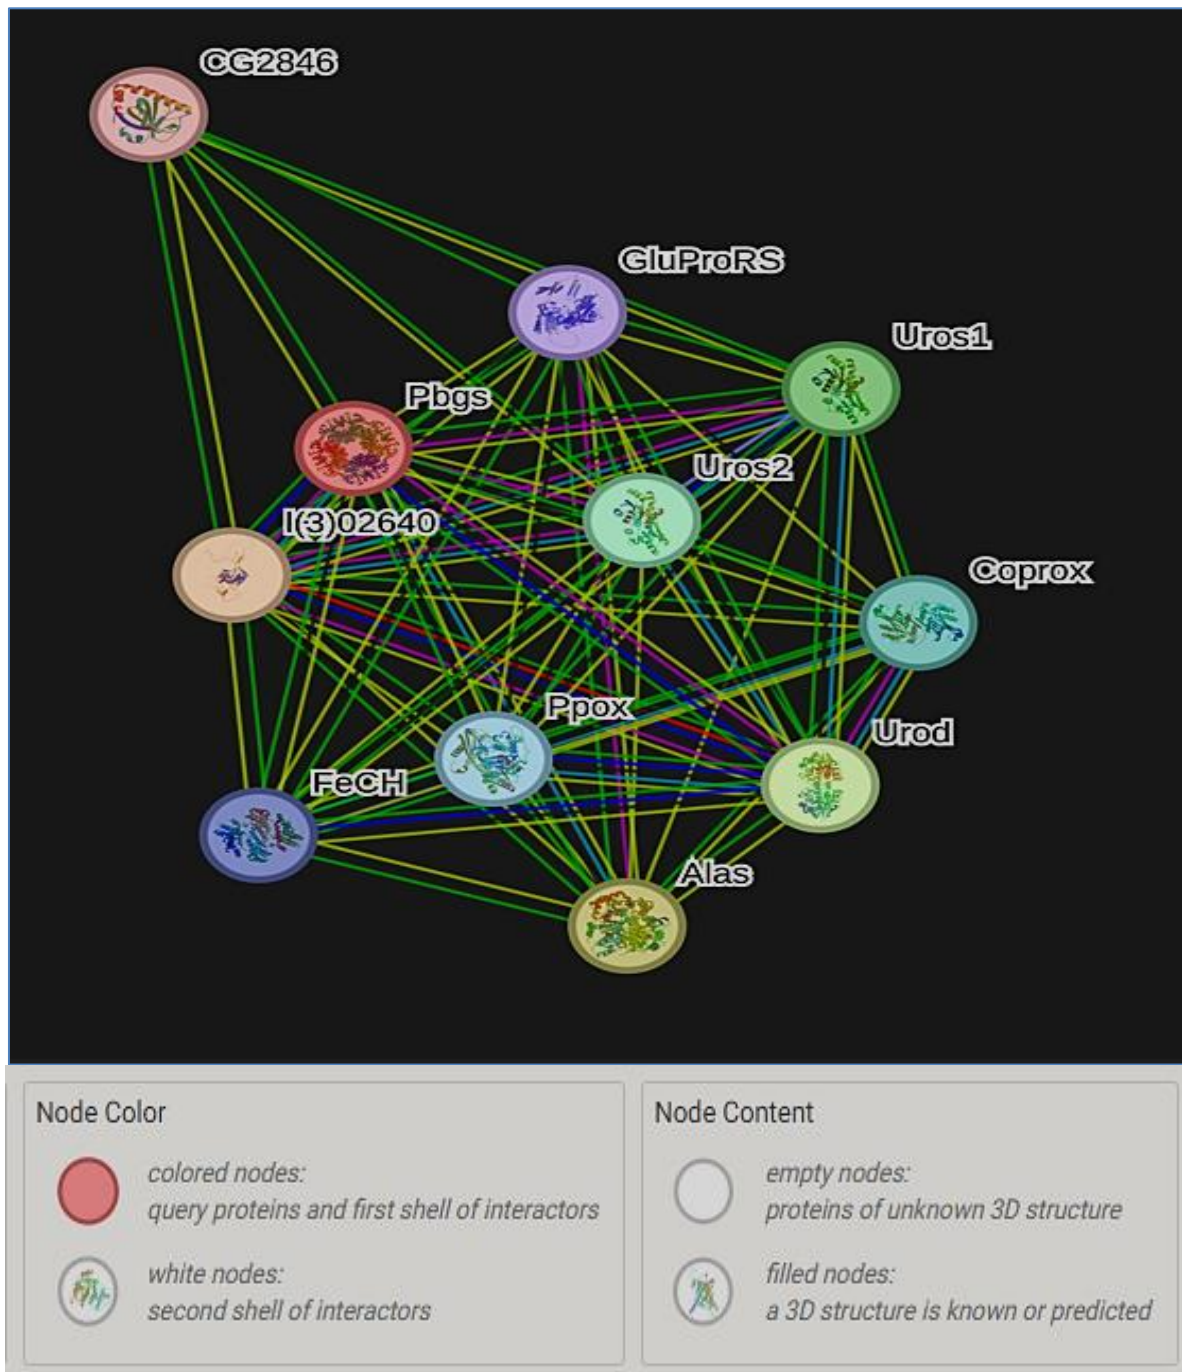 CG2846
GluProRS
Uros1
Pbgs
Uros2
l(3)02640
Coprox
Ppox
Urod
FeCH
Alas
Node Color
colored nodes:
query proteins and first shell of interactors
white nodes:
second shell of interactors
Node Content
empty nodes:
proteins of unknown 3D structure
filled nodes:
a 3D structure is known or predicted